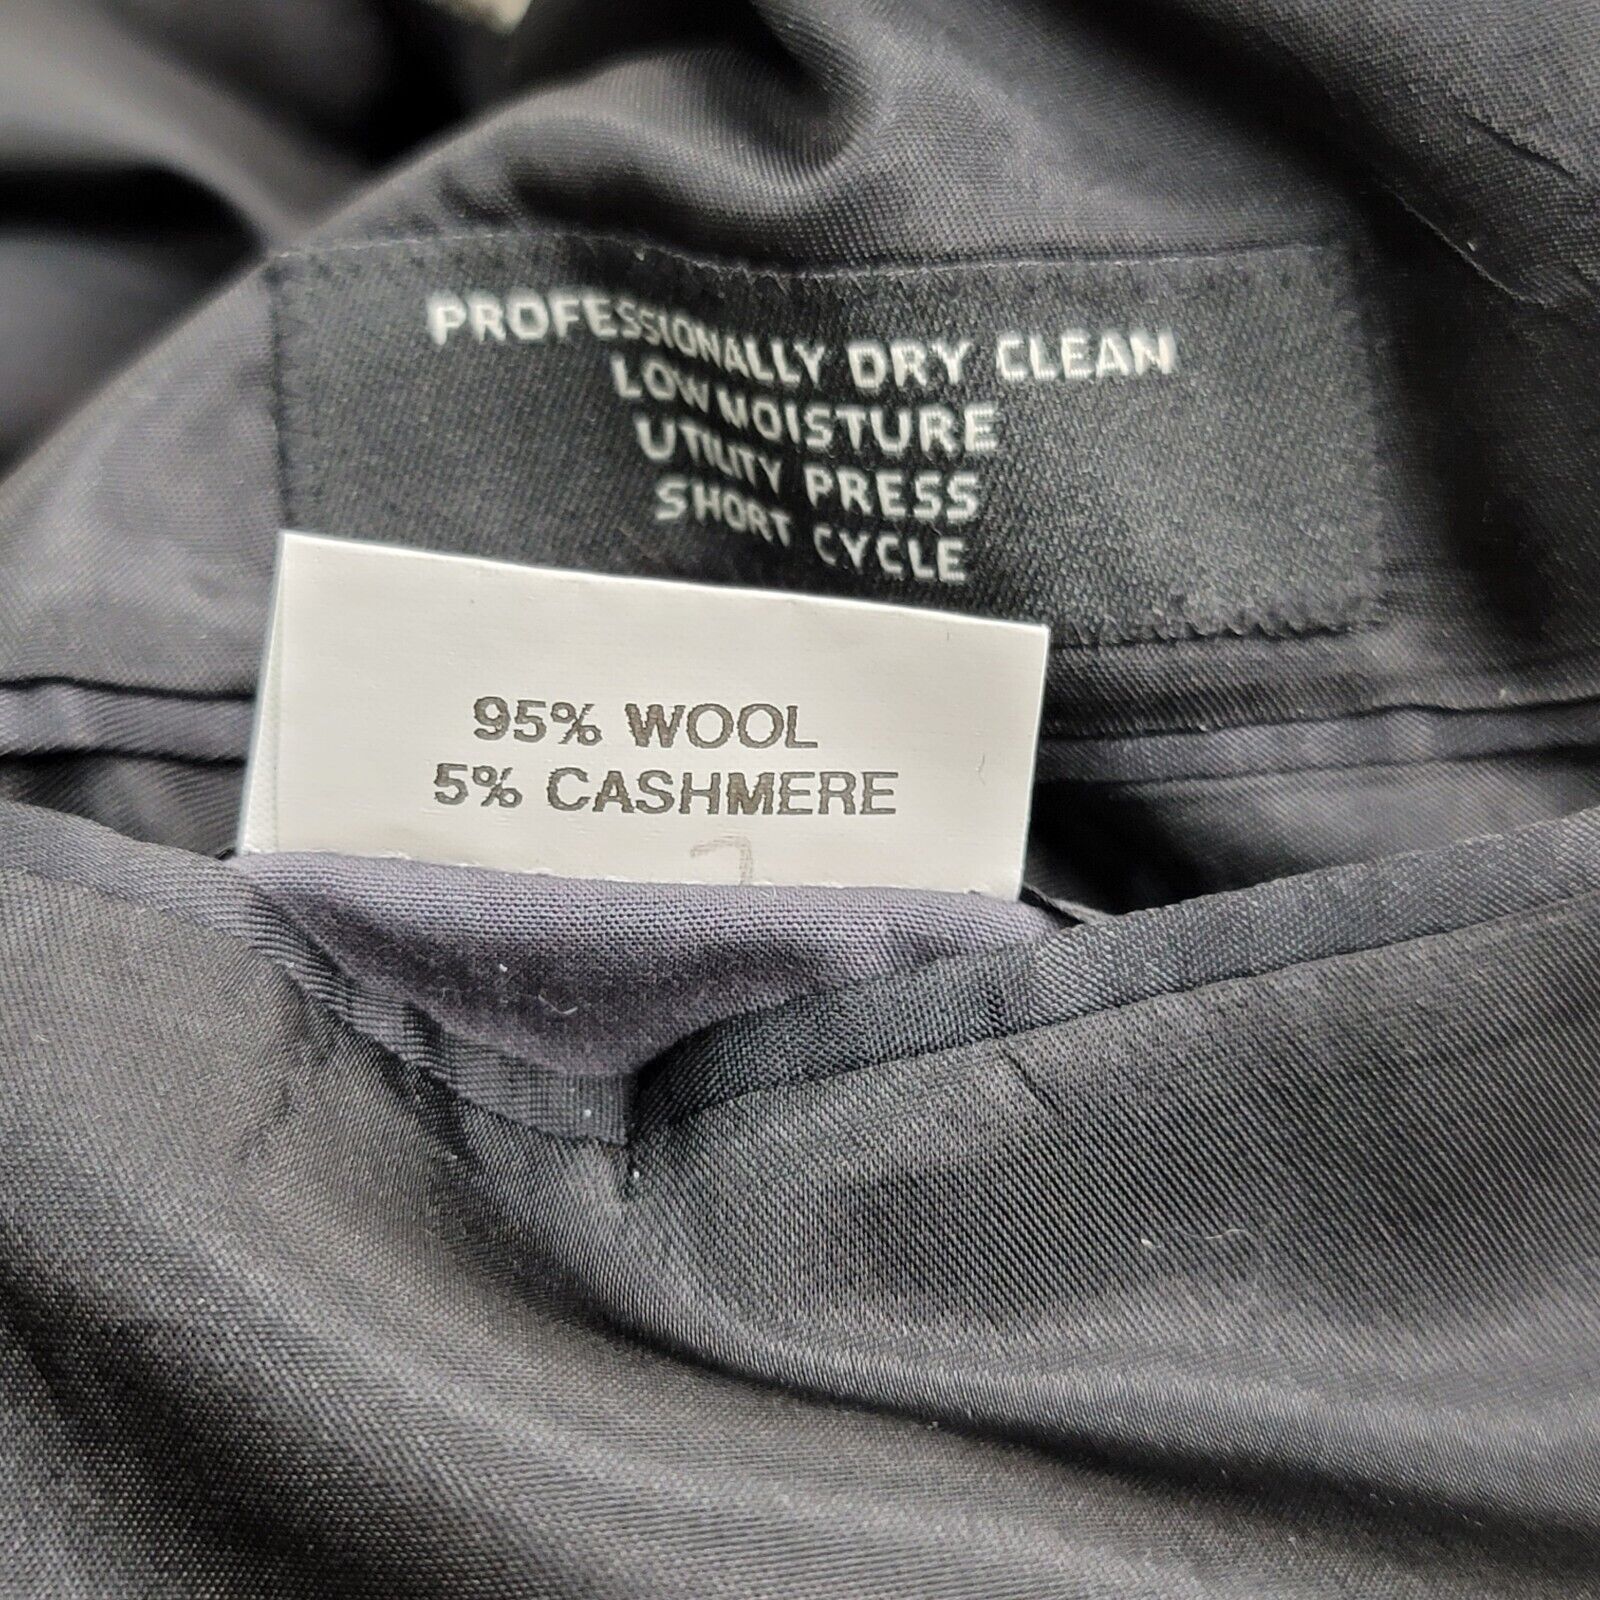 PROFESSIONALLY DRY CLEAN
LOW MOISTURE
UTILITY PRESS
SHORT CYCLE
95% WOOL
5% CASHMERE